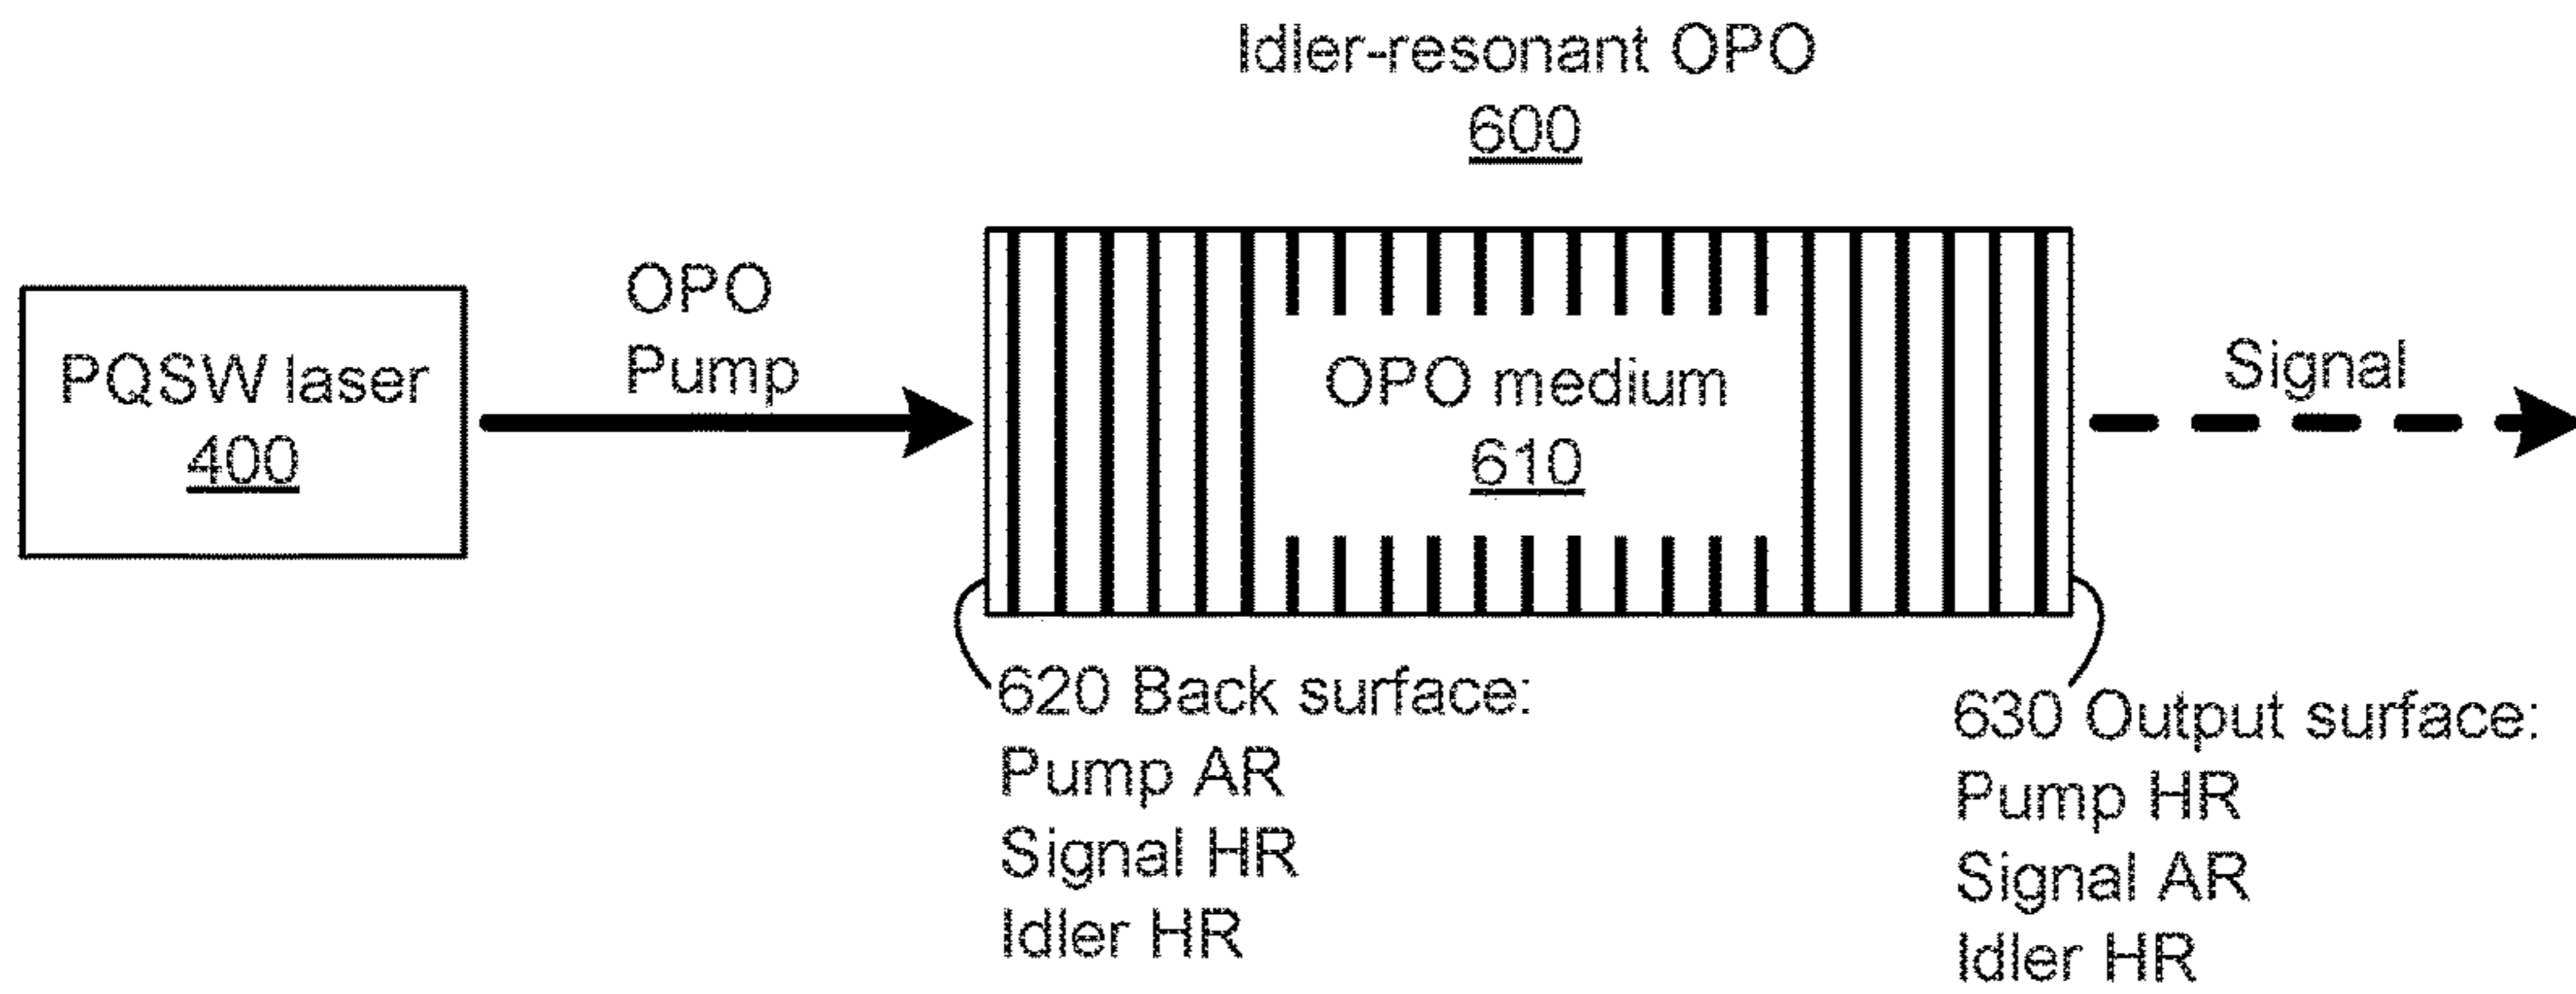 Idler-resonant OPO
600
OPO
Pump
PQSW laser
400
OPO medium
610
Signal
620 Back surface:
Pump AR
Signal HR
Idler HR
630 Output surface:
Pump HR
Signal AR
Idler HR